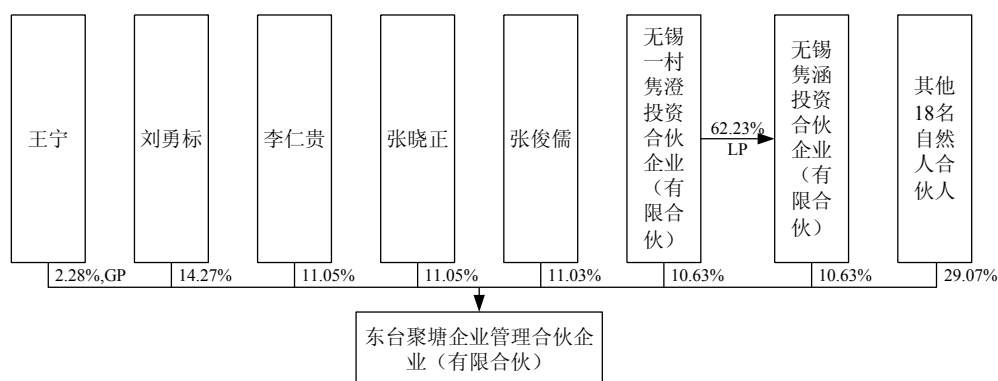 王宁
刘勇标
李仁贵
张晓正
张俊儒
无锡
一村
隽澄
投资
合伙
企业
（有
限合
伙）
62.23%
LP
无锡
隽涵
投资
合伙
企业
（有
限合
伙）
其他
18名
自然
人合
伙人
2.28%,GP
14.27%
11.05%
11.05%
11.03%
10.63%
10.63%
29.07%
东台聚塘企业管理合伙企
业（有限合伙）